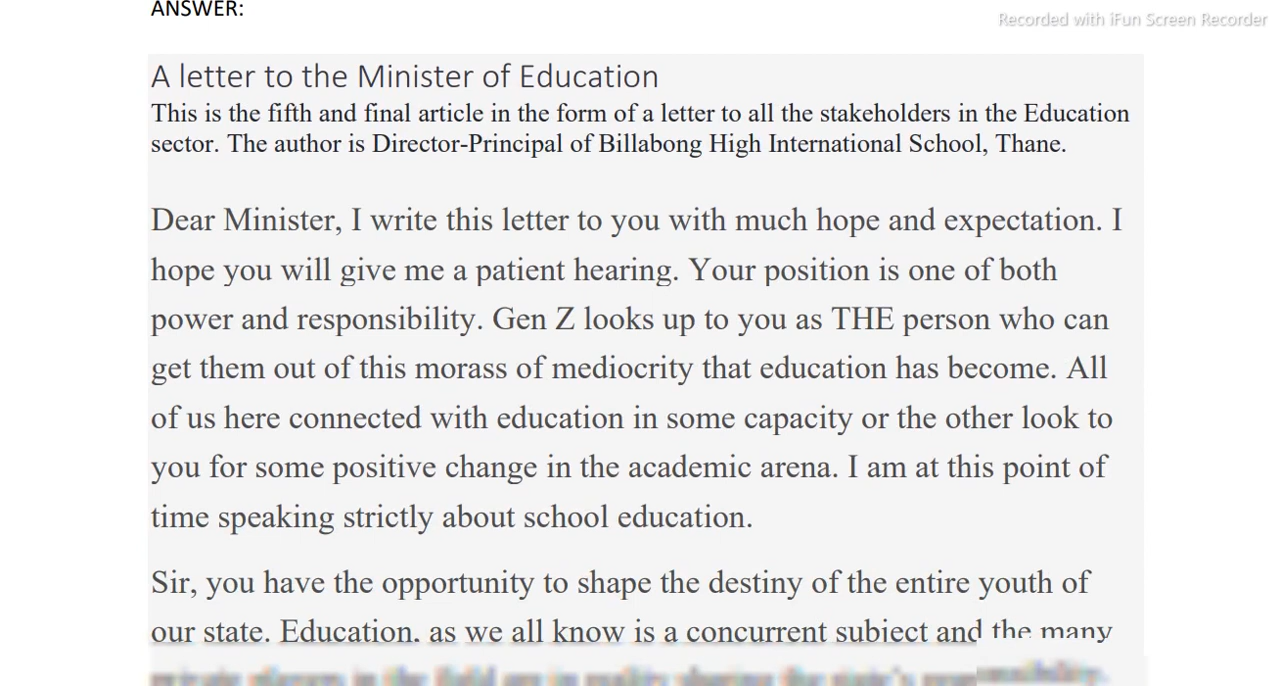 ANSWER:
Recorded with iFun Screen Recorder
A letter to the Minister of Education
This is the fifth and final article in the form of a letter to all the stakeholders in the Education
sector. The author is Director-Principal of Billabong High International School, Thane.
Dear Minister, I write this letter to you with much hope and expectation. I
hope you will give me a patient hearing. Your position is one of both
power and responsibility. Gen Z looks up to you as THE person who can
get them out of this morass of mediocrity that education has become. All
of us here connected with education in some capacity or the other look to
you for some positive change in the academic arena. I am at this point of
time speaking strictly about school education.
Sir, you have the opportunity to shape the destiny of the entire youth of
our state. Education, as we all know is a concurrent subject and the many